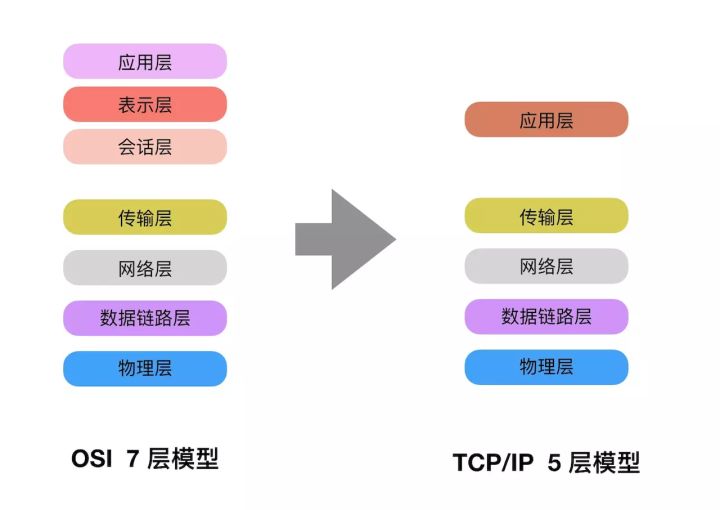 应用层
表示层
会话层
传输层
网络层
数据链路层
物理层
OSI 7 层模型
应用层
传输层
网络层
数据链路层
物理层
TCP/IP 5 层模型